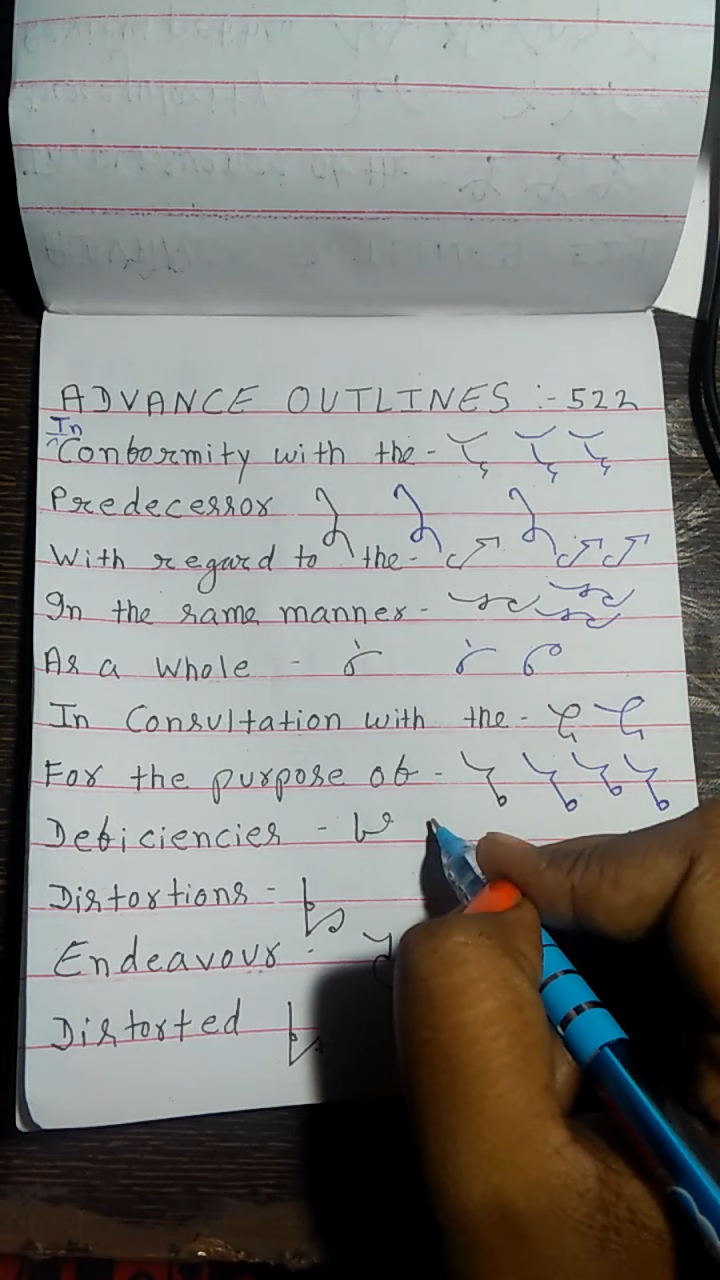 ADVANCE OUTLINES :- 522
In Conformity with the -
Predecessor
With regard to the -
In the same manner -
As a Whole -
In Consultation with the -
For the purpose of -
Deficiencies -
Distortions -
Endeavour -
Distorted